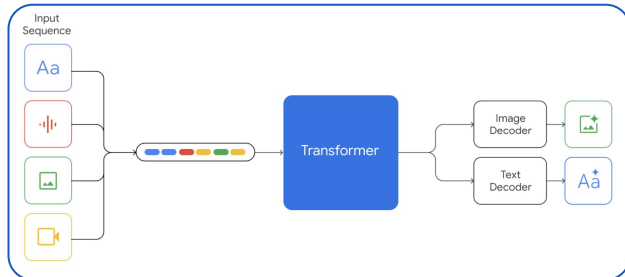 Input
Sequence
Aa
Transformer
Image
Decoder
Text
Decoder
Aa